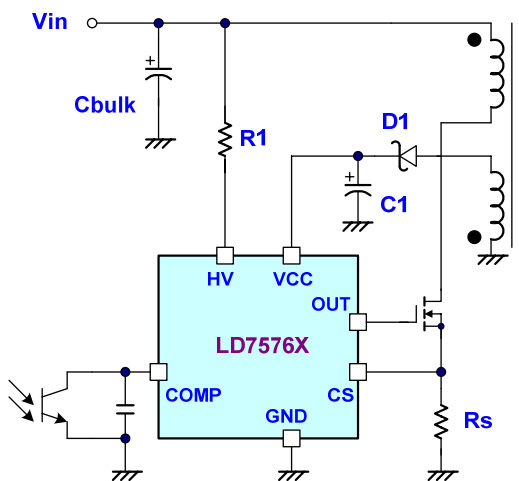 Vin
+
Cbulk
R1
D1
+
C1
HV
VCC
OUT
LD7576X
COMP
CS
GND
Rs